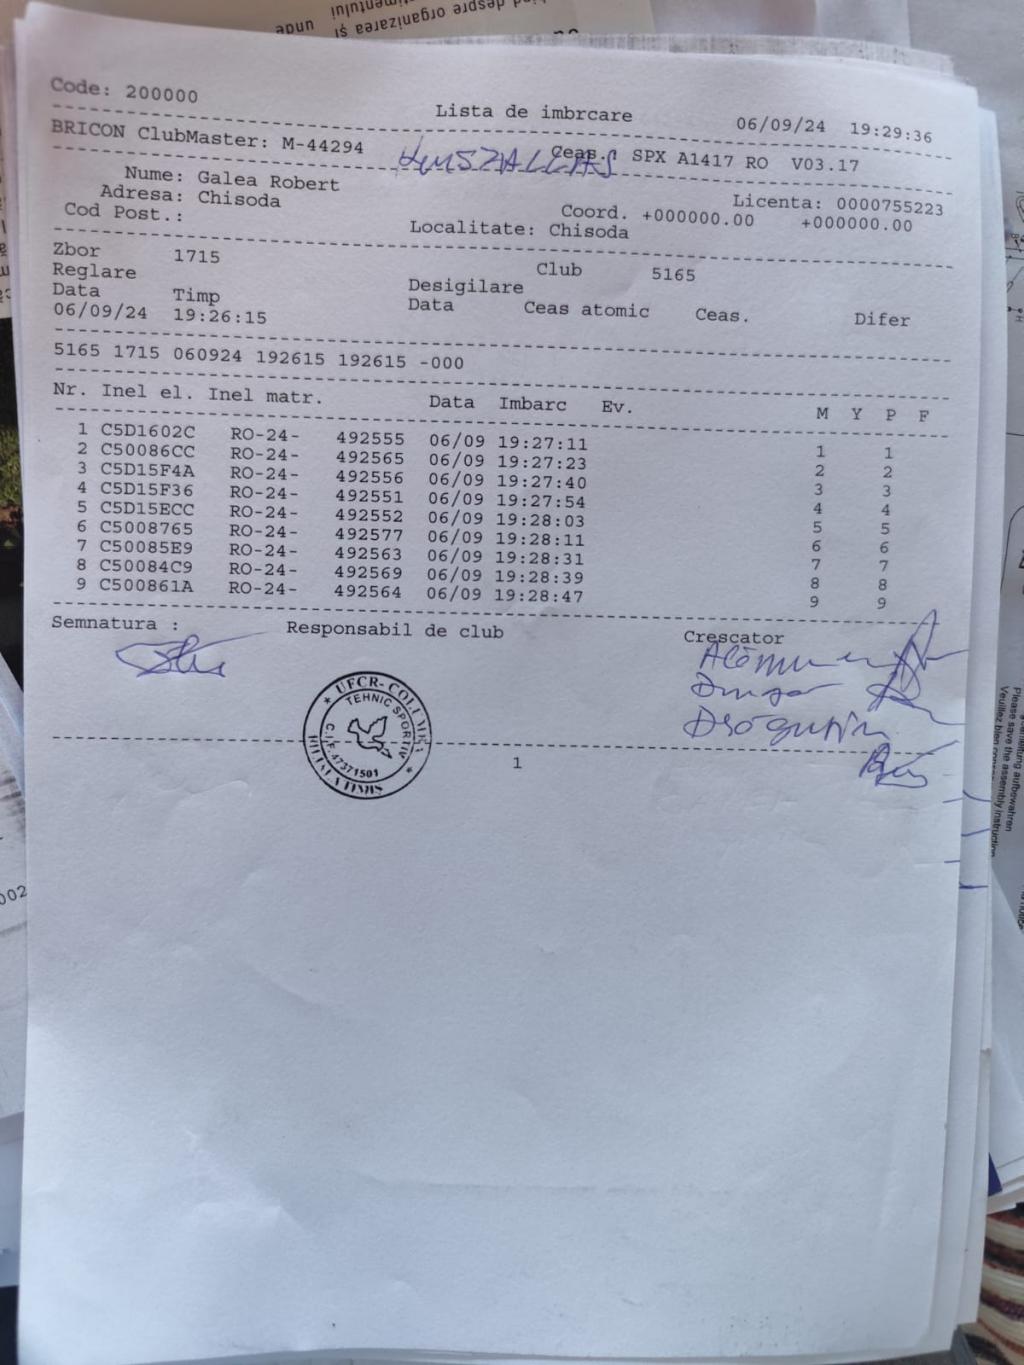 Code: 200000
Lista de imbrcare
06/09/24 19:29:36
BRICON ClubMaster: M-44294
Ceas : SPX A1417 RO V03.17
Nume: Galea Robert
Licenta: 0000755223
Adresa: Chisoda
Coord. +000000.00 +000000.00
Cod Post.:
Localitate: Chisoda
Zbor 1715
Club 5165
Reglare
Desigilare
Data Timp
Data Ceas atomic Ceas. Difer
06/09/24 19:26:15
5165 1715 060924 192615 192615 -000
Nr. Inel el. Inel matr. Data Imbarc Ev. M Y P F
1 C5D1602C RO-24- 492555 06/09 19:27:11 1 1
2 C50086CC RO-24- 492565 06/09 19:27:23 2 2
3 C5D15F4A RO-24- 492556 06/09 19:27:40 3 3
4 C5D15F36 RO-24- 492551 06/09 19:27:54 4 4
5 C5D15ECC RO-24- 492552 06/09 19:28:03 5 5
6 C5008765 RO-24- 492577 06/09 19:28:11 6 6
7 C50085E9 RO-24- 492563 06/09 19:28:31 7 7
8 C50084C9 RO-24- 492569 06/09 19:28:39 8 8
9 C500861A RO-24- 492564 06/09 19:28:47 9 9
Semnatura :
Responsabil de club
Crescator
TEHNIC SPORTIV
C.I.F. 47371501
1
Please save the assembly instruction